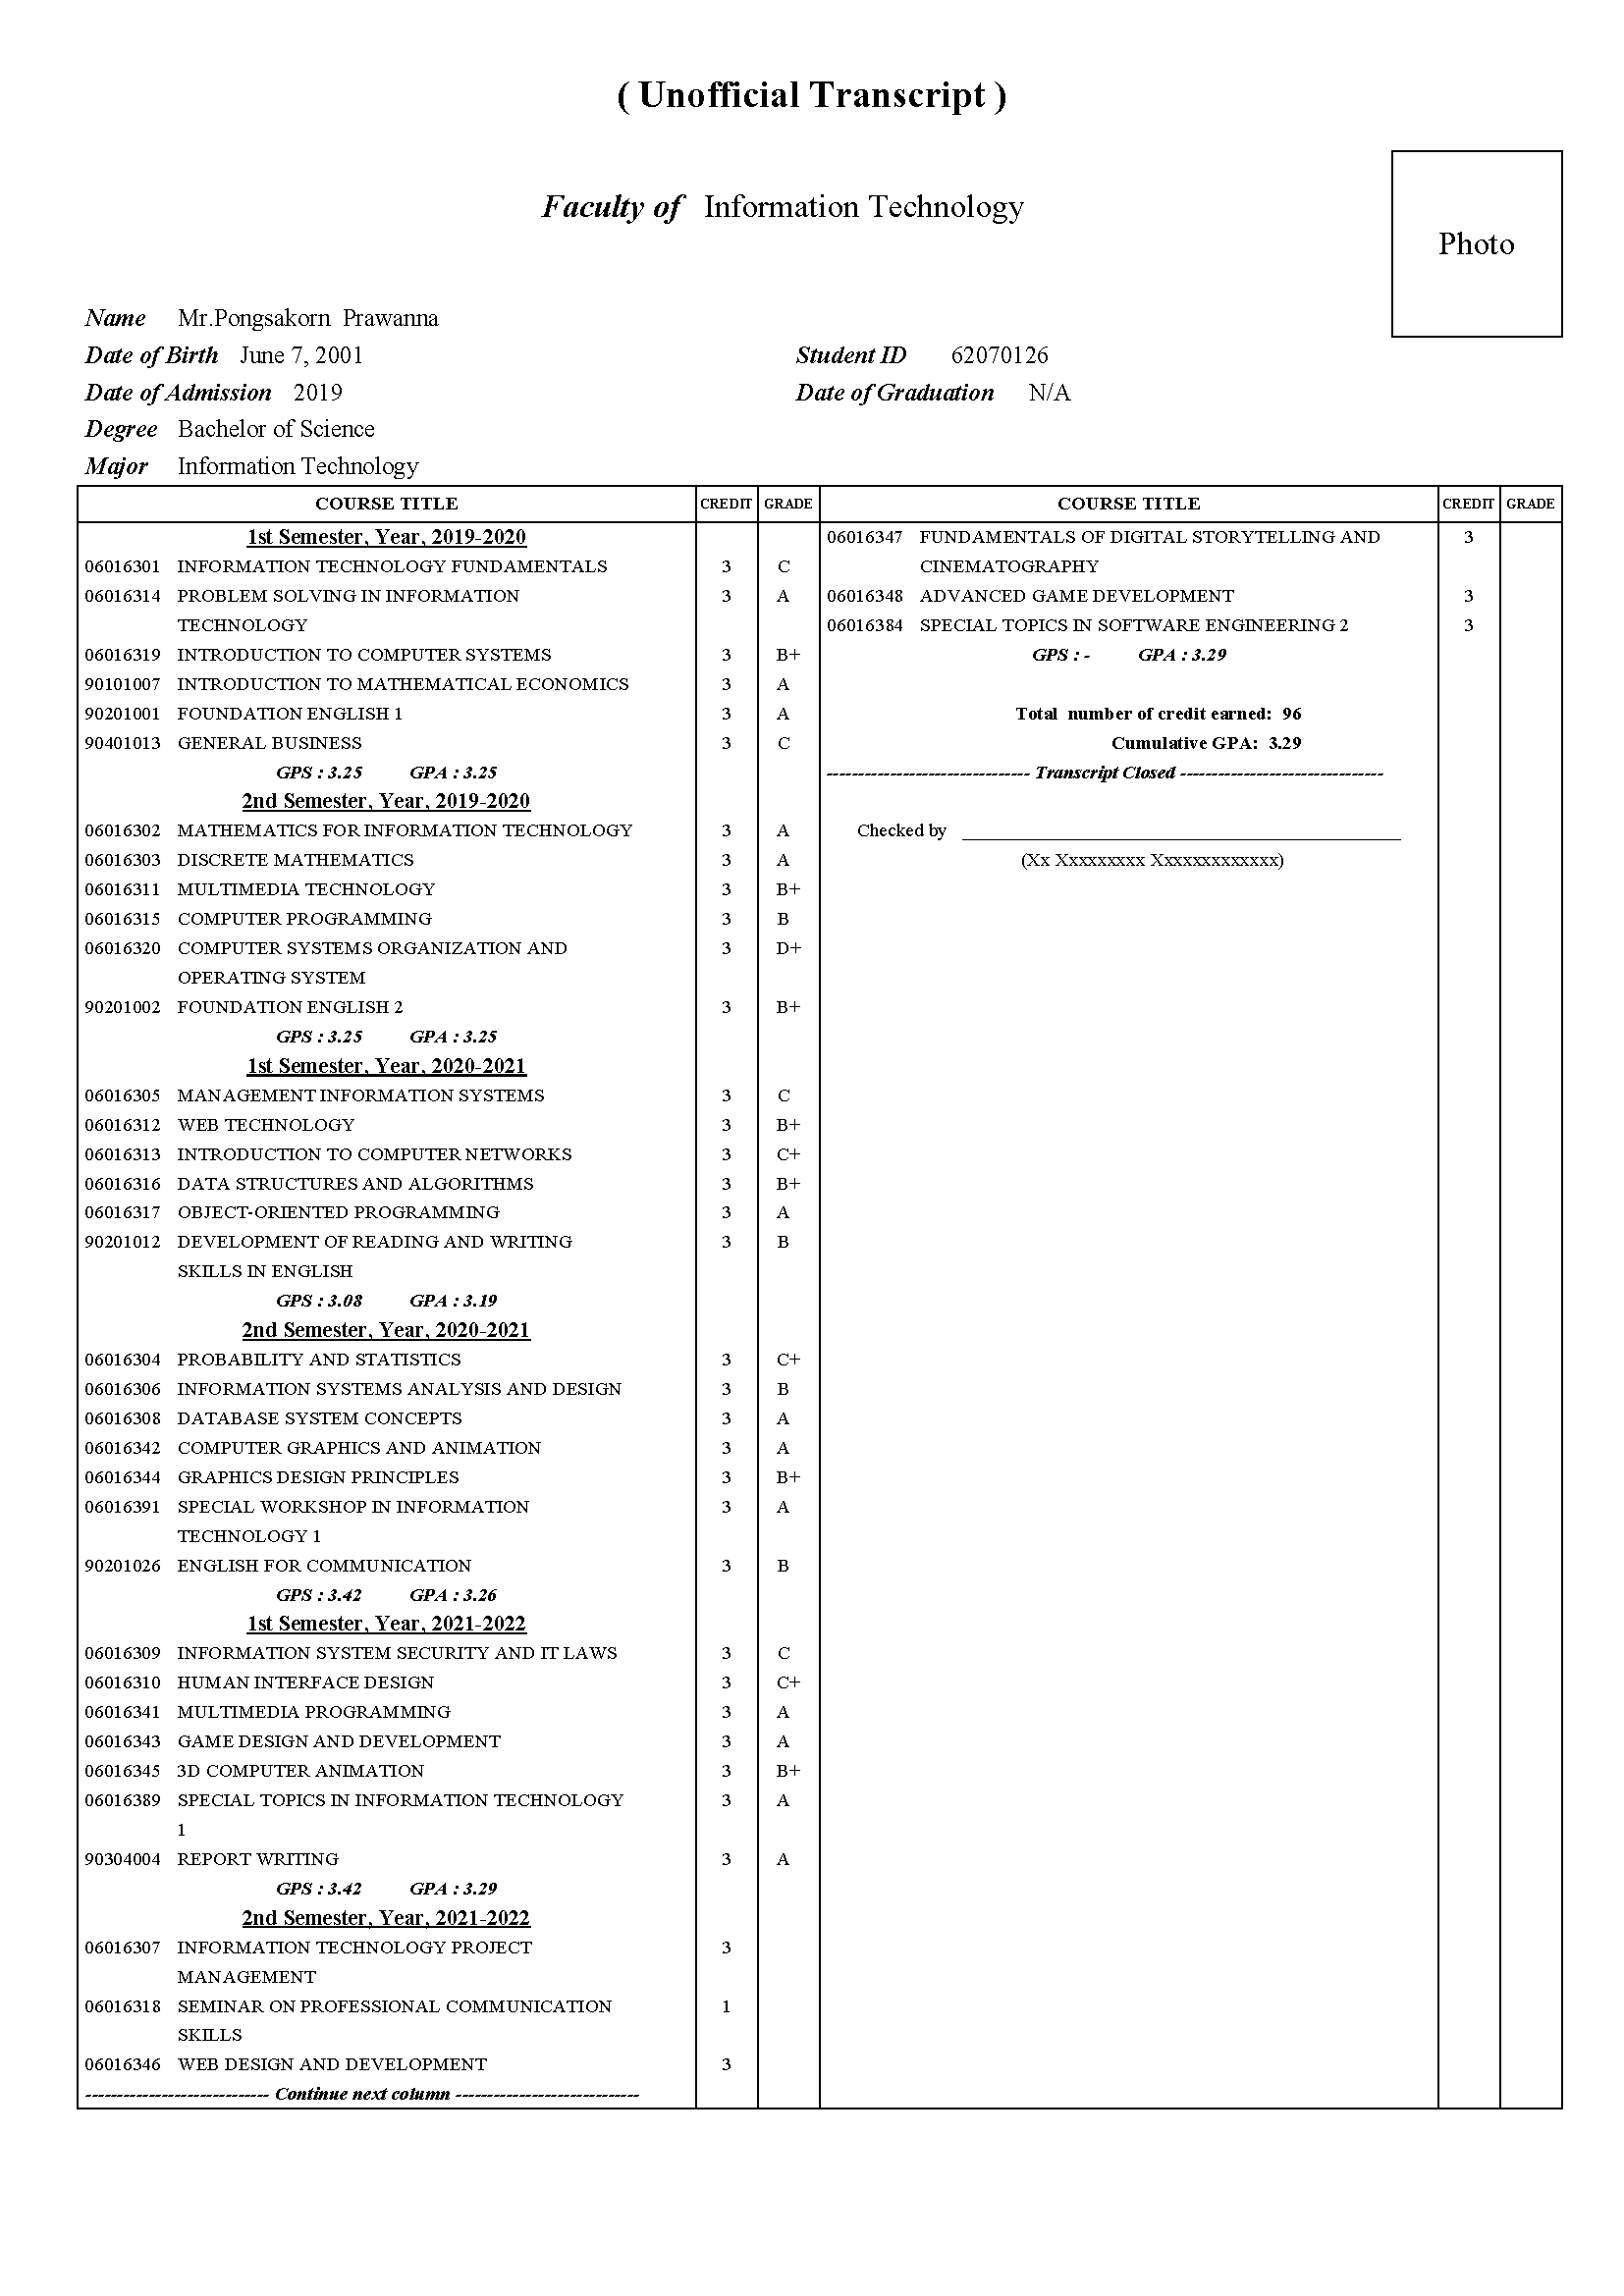 ( Unofficial Transcript )
Faculty of Information Technology
Photo
Name Mr.Pongsakorn Prawanna
Date of Birth June 7, 2001 Student ID 62070126
Date of Admission 2019 Date of Graduation N/A
Degree Bachelor of Science
Major Information Technology
COURSE TITLE CREDIT GRADE
1st Semester, Year, 2019-2020
06016301 INFORMATION TECHNOLOGY FUNDAMENTALS 3 C
06016314 PROBLEM SOLVING IN INFORMATION 3 A
TECHNOLOGY
06016319 INTRODUCTION TO COMPUTER SYSTEMS 3 B+
90101007 INTRODUCTION TO MATHEMATICAL ECONOMICS 3 A
90201001 FOUNDATION ENGLISH 1 3 A
90401013 GENERAL BUSINESS 3 C
GPS : 3.25 GPA : 3.25
2nd Semester, Year, 2019-2020
06016302 MATHEMATICS FOR INFORMATION TECHNOLOGY 3 A
06016303 DISCRETE MATHEMATICS 3 A
06016311 MULTIMEDIA TECHNOLOGY 3 B+
06016315 COMPUTER PROGRAMMING 3 B
06016320 COMPUTER SYSTEMS ORGANIZATION AND 3 D+
OPERATING SYSTEM
90201002 FOUNDATION ENGLISH 2 3 B+
GPS : 3.25 GPA : 3.25
1st Semester, Year, 2020-2021
06016305 MANAGEMENT INFORMATION SYSTEMS 3 C
06016312 WEB TECHNOLOGY 3 B+
06016313 INTRODUCTION TO COMPUTER NETWORKS 3 C+
06016316 DATA STRUCTURES AND ALGORITHMS 3 B+
06016317 OBJECT-ORIENTED PROGRAMMING 3 A
90201012 DEVELOPMENT OF READING AND WRITING 3 B
SKILLS IN ENGLISH
GPS : 3.08 GPA : 3.19
2nd Semester, Year, 2020-2021
06016304 PROBABILITY AND STATISTICS 3 C+
06016306 INFORMATION SYSTEMS ANALYSIS AND DESIGN 3 B
06016308 DATABASE SYSTEM CONCEPTS 3 A
06016342 COMPUTER GRAPHICS AND ANIMATION 3 A
06016344 GRAPHICS DESIGN PRINCIPLES 3 B+
06016391 SPECIAL WORKSHOP IN INFORMATION 3 A
TECHNOLOGY 1
90201026 ENGLISH FOR COMMUNICATION 3 B
GPS : 3.42 GPA : 3.26
1st Semester, Year, 2021-2022
06016309 INFORMATION SYSTEM SECURITY AND IT LAWS 3 C
06016310 HUMAN INTERFACE DESIGN 3 C+
06016341 MULTIMEDIA PROGRAMMING 3 A
06016343 GAME DESIGN AND DEVELOPMENT 3 A
06016345 3D COMPUTER ANIMATION 3 B+
06016389 SPECIAL TOPICS IN INFORMATION TECHNOLOGY 3 A
1
90304004 REPORT WRITING 3 A
GPS : 3.42 GPA : 3.29
2nd Semester, Year, 2021-2022
06016307 INFORMATION TECHNOLOGY PROJECT 3
MANAGEMENT
06016318 SEMINAR ON PROFESSIONAL COMMUNICATION 1
SKILLS
06016346 WEB DESIGN AND DEVELOPMENT 3
----------------------------- Continue next column -----------------------------
COURSE TITLE CREDIT GRADE
06016347 FUNDAMENTALS OF DIGITAL STORYTELLING AND 3
CINEMATOGRAPHY
06016348 ADVANCED GAME DEVELOPMENT 3
06016384 SPECIAL TOPICS IN SOFTWARE ENGINEERING 2 3
GPS : - GPA : 3.29
Total number of credit earned: 96
Cumulative GPA: 3.29
-------------------------------- Transcript Closed --------------------------------
Checked by ________________________________________
(Xx Xxxxxxxxx Xxxxxxxxxxxxx)